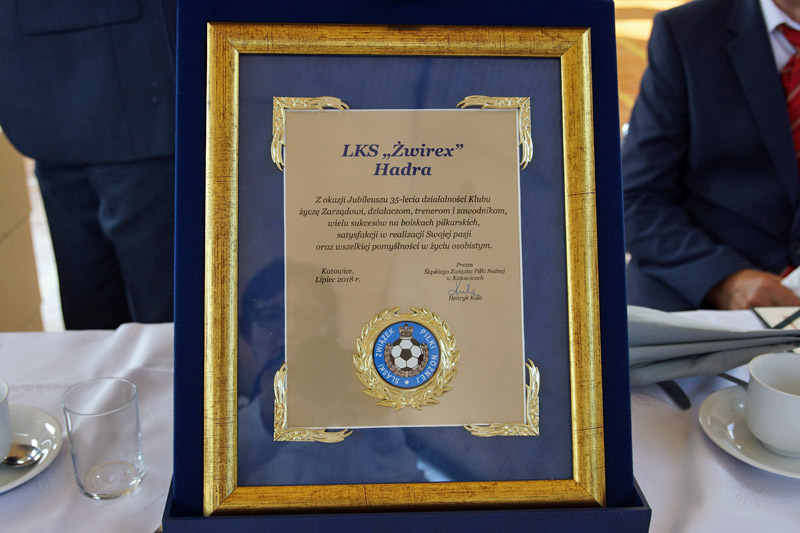 LKS „Żwirex”
Hadra
Z okazji Jubileuszu 35-lecia działalności Klubu
życzę Zarządowi, działaczom, trenerom i zawodnikom,
wielu sukcesów na boiskach piłkarskich,
satysfakcji w realizacji Swojej pasji
oraz wszelkiej pomyślności w życiu osobistym.
Katowice,
Lipiec 2018 r.
Prezes
Śląskiego Związku Piłki Nożnej
w Katowicach
Henryk Kula
ŚLĄSKI ZWIĄZEK PIŁKI NOŻNEJ